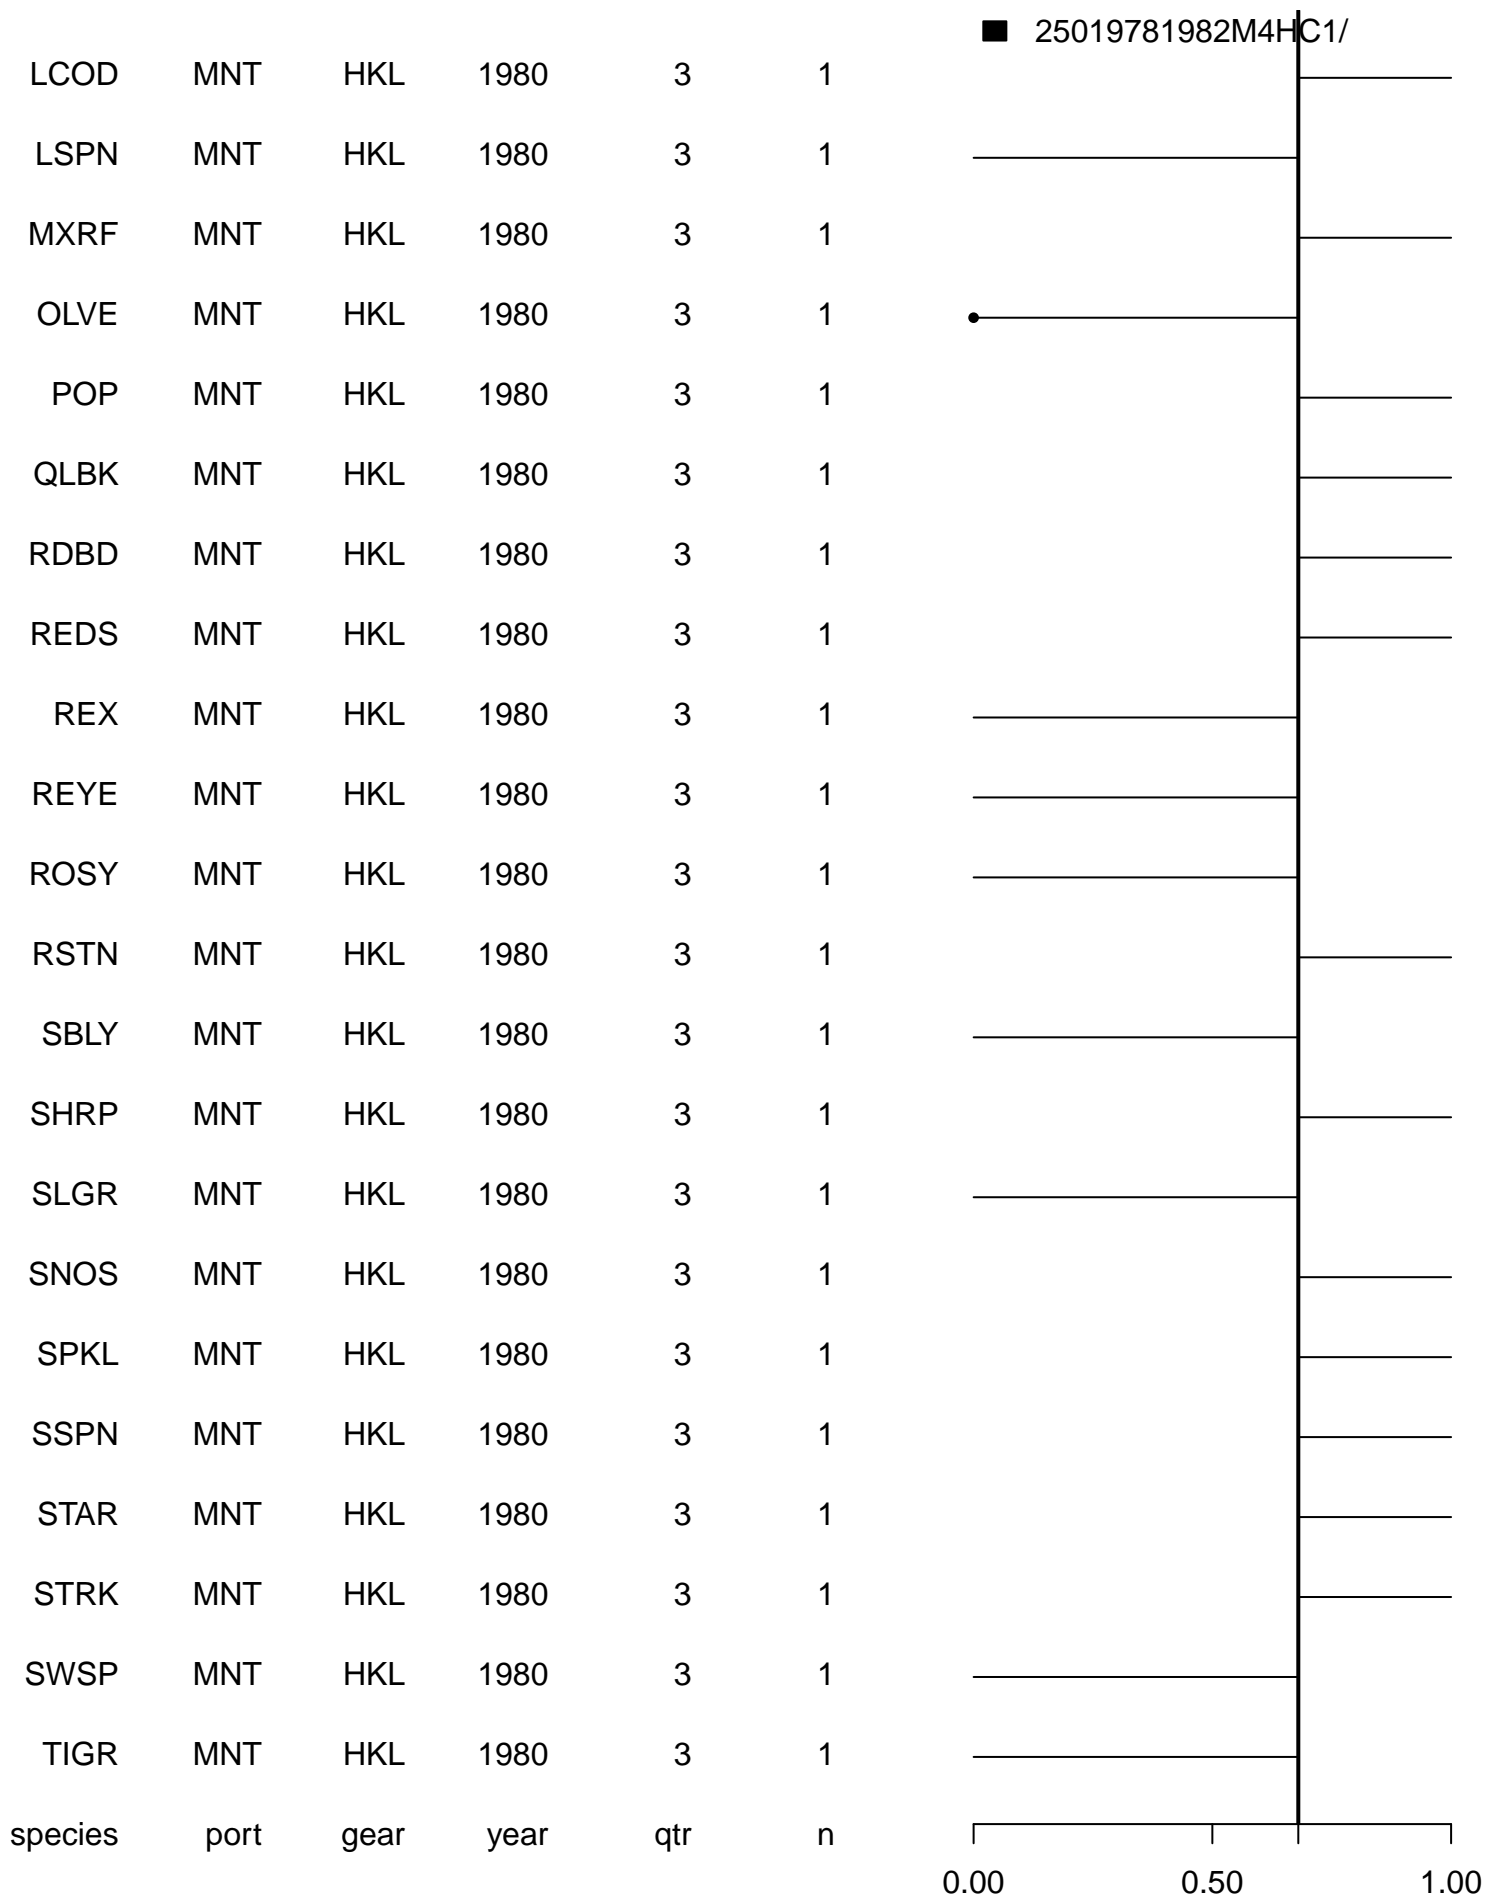 25019781982M4HC1/
LCOD MNT HKL 1980 3 1
LSPN MNT HKL 1980 3 1
MXRF MNT HKL 1980 3 1
OLVE MNT HKL 1980 3 1
POP MNT HKL 1980 3 1
QLBK MNT HKL 1980 3 1
RDBD MNT HKL 1980 3 1
REDS MNT HKL 1980 3 1
REX MNT HKL 1980 3 1
REYE MNT HKL 1980 3 1
ROSY MNT HKL 1980 3 1
RSTN MNT HKL 1980 3 1
SBLY MNT HKL 1980 3 1
SHRP MNT HKL 1980 3 1
SLGR MNT HKL 1980 3 1
SNOS MNT HKL 1980 3 1
SPKL MNT HKL 1980 3 1
SSPN MNT HKL 1980 3 1
STAR MNT HKL 1980 3 1
STRK MNT HKL 1980 3 1
SWSP MNT HKL 1980 3 1
TIGR MNT HKL 1980 3 1
species port gear year qtr n
0.00 0.50 1.00